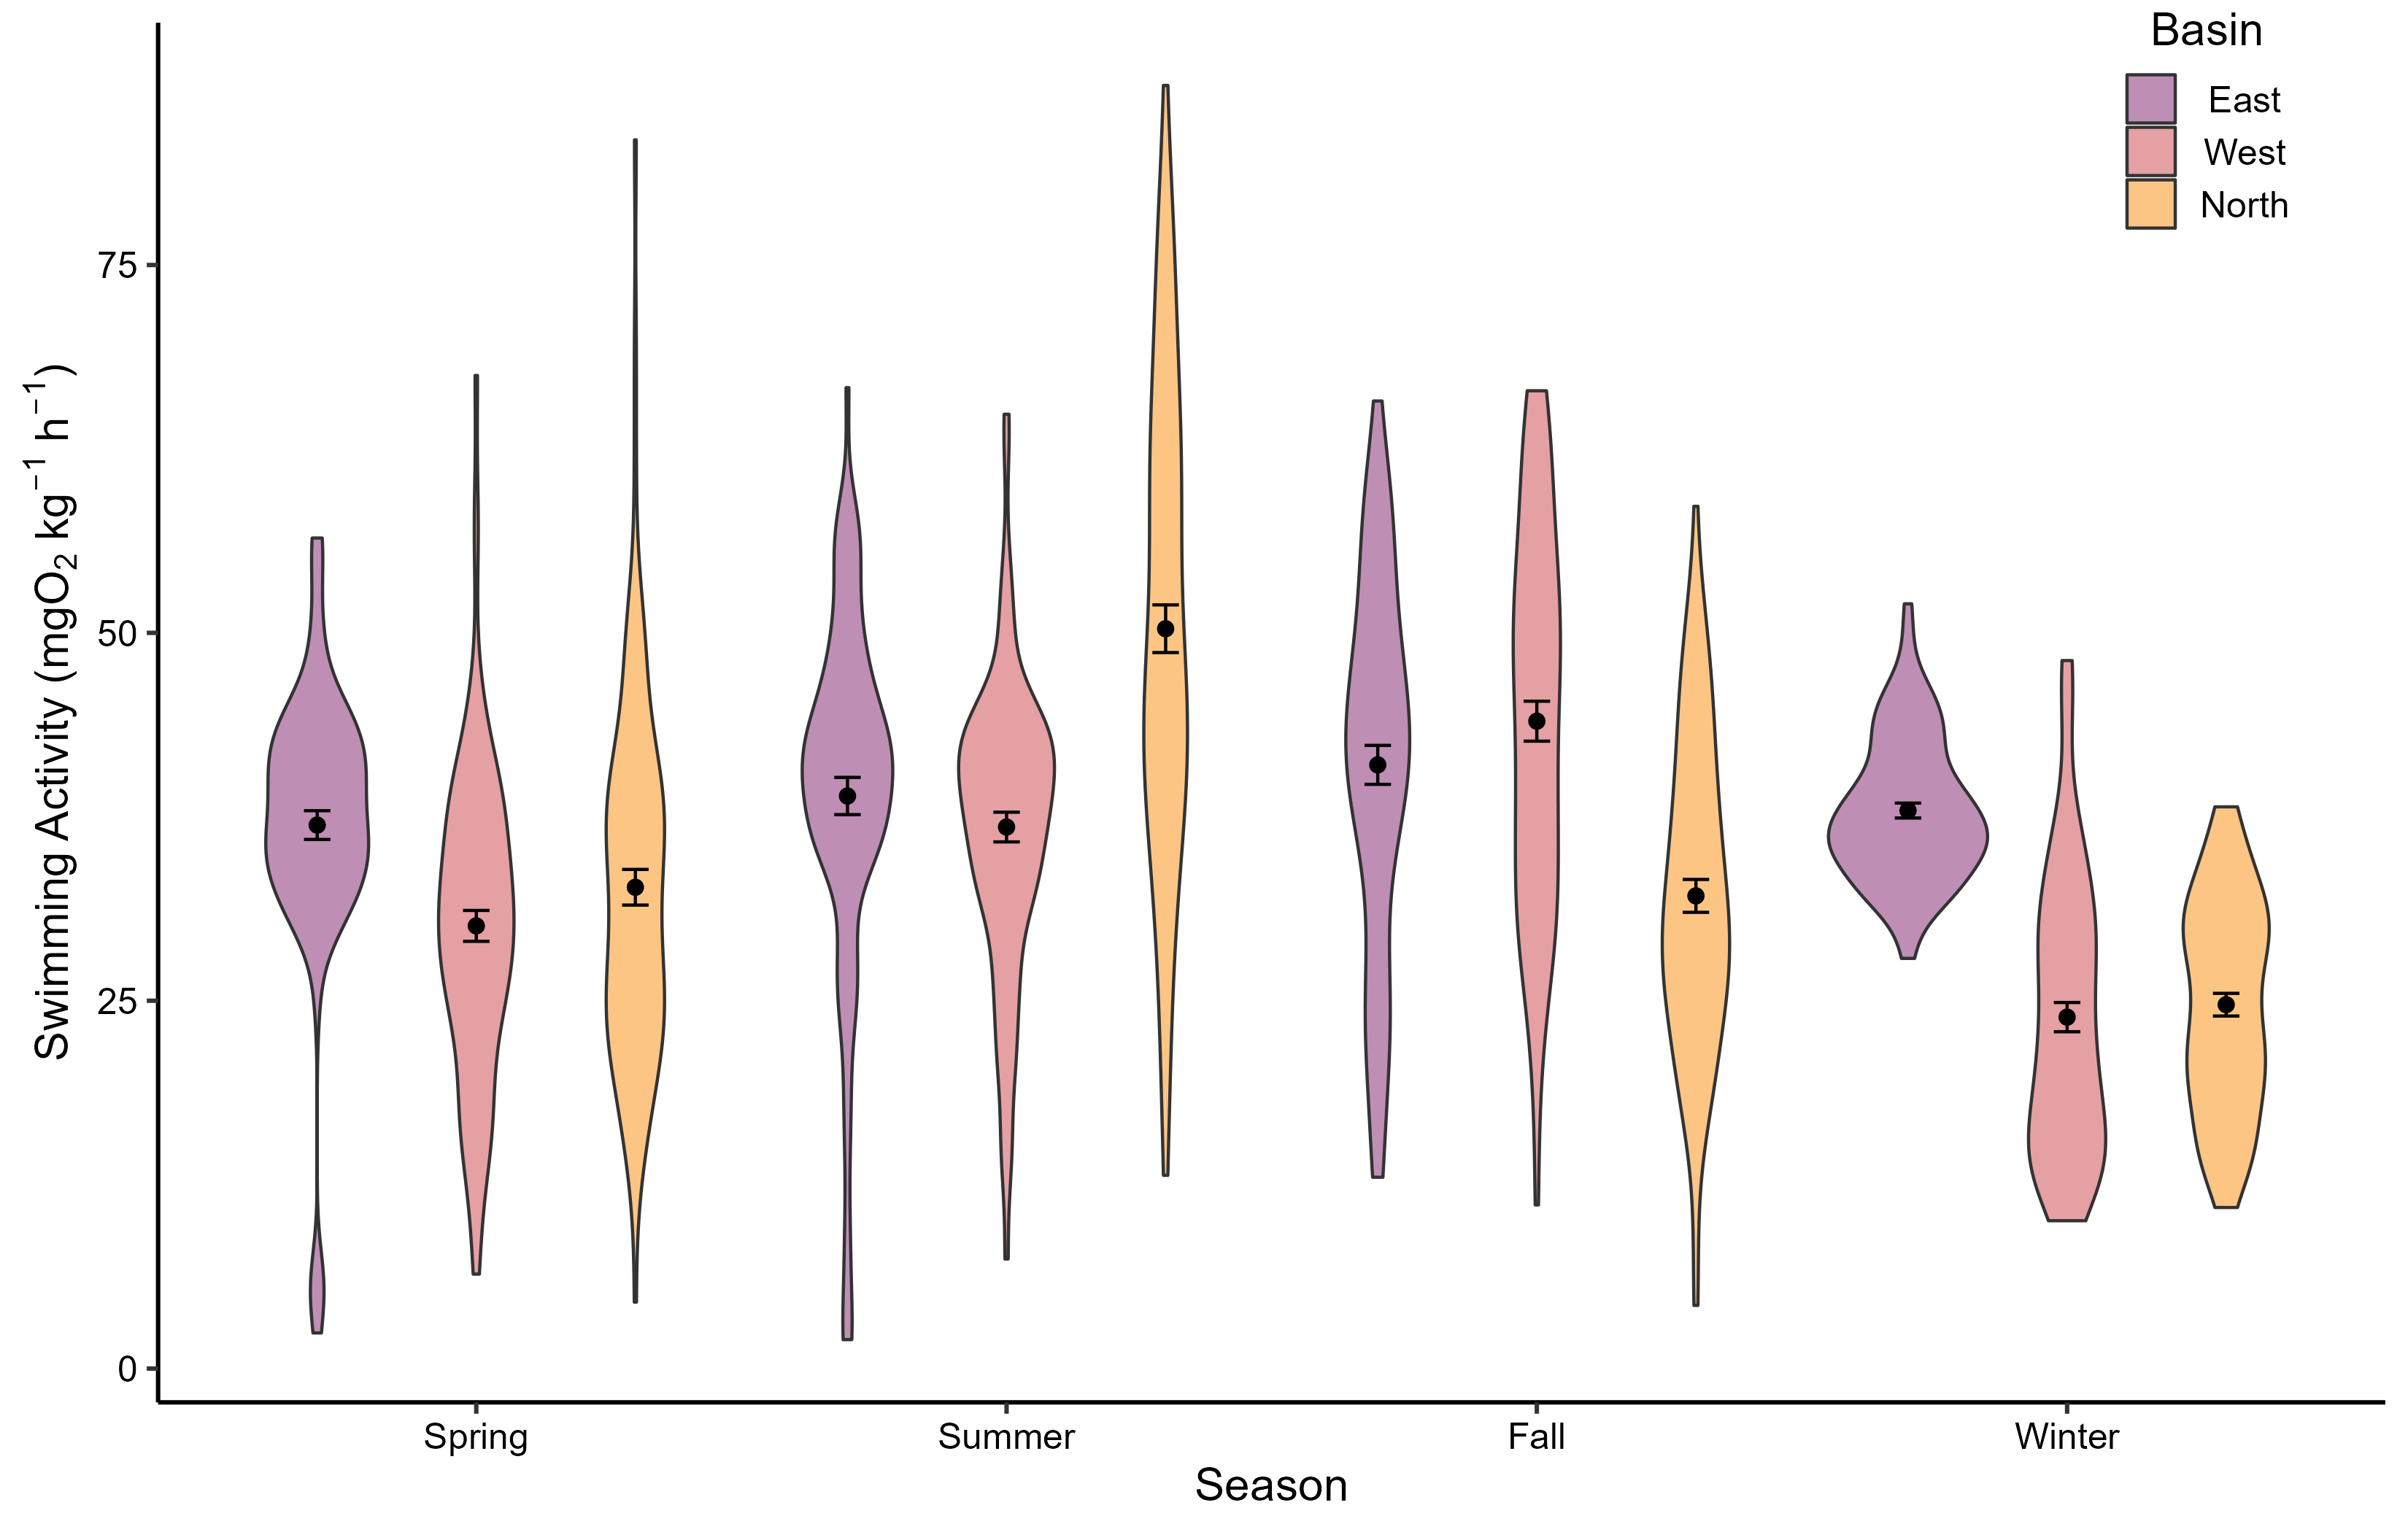 Basin
East
West
North
Swimming Activity (mgO₂ kg⁻¹ h⁻¹)
75
50
25
0
Spring Summer Fall Winter
Season